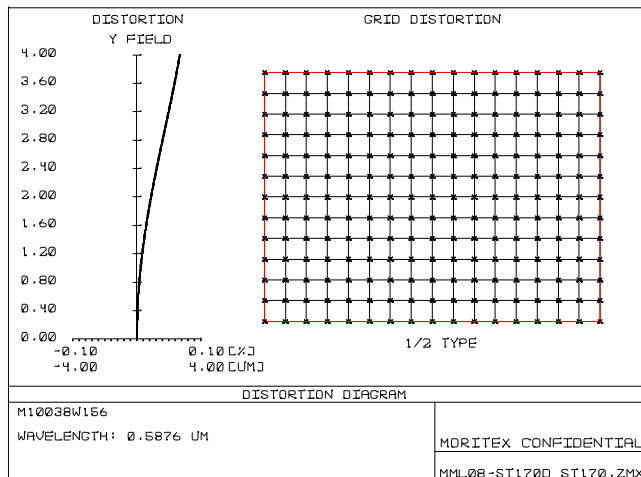 DISTORTION
Y FIELD
4.00
3.60
3.20
2.80
2.40
2.00
1.60
1.20
0.80
0.40
0.00
-0.10 0.10 [%]
-4.00 4.00 [UM]
GRID DISTORTION
1/2 TYPE
DISTORTION DIAGRAM
M10038W156
WAVELENGTH: 0.5876 UM
MORITEX CONFIDENTIAL
MML08-ST170D_ST170.ZMX